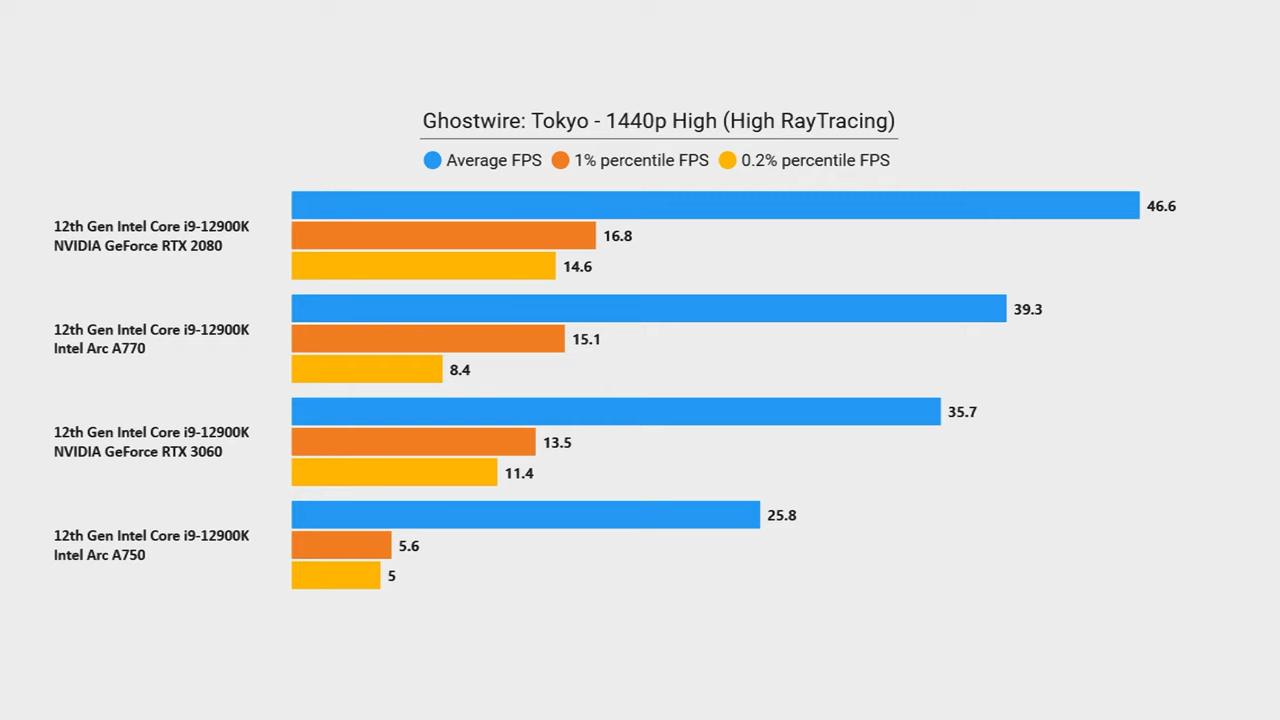 Ghostwire: Tokyo - 1440p High (High RayTracing)
Average FPS 1% percentile FPS 0.2% percentile FPS
12th Gen Intel Core i9-12900K
NVIDIA GeForce RTX 2080
46.6
16.8
14.6
12th Gen Intel Core i9-12900K
Intel Arc A770
39.3
15.1
8.4
12th Gen Intel Core i9-12900K
NVIDIA GeForce RTX 3060
35.7
13.5
11.4
12th Gen Intel Core i9-12900K
Intel Arc A750
25.8
5.6
5